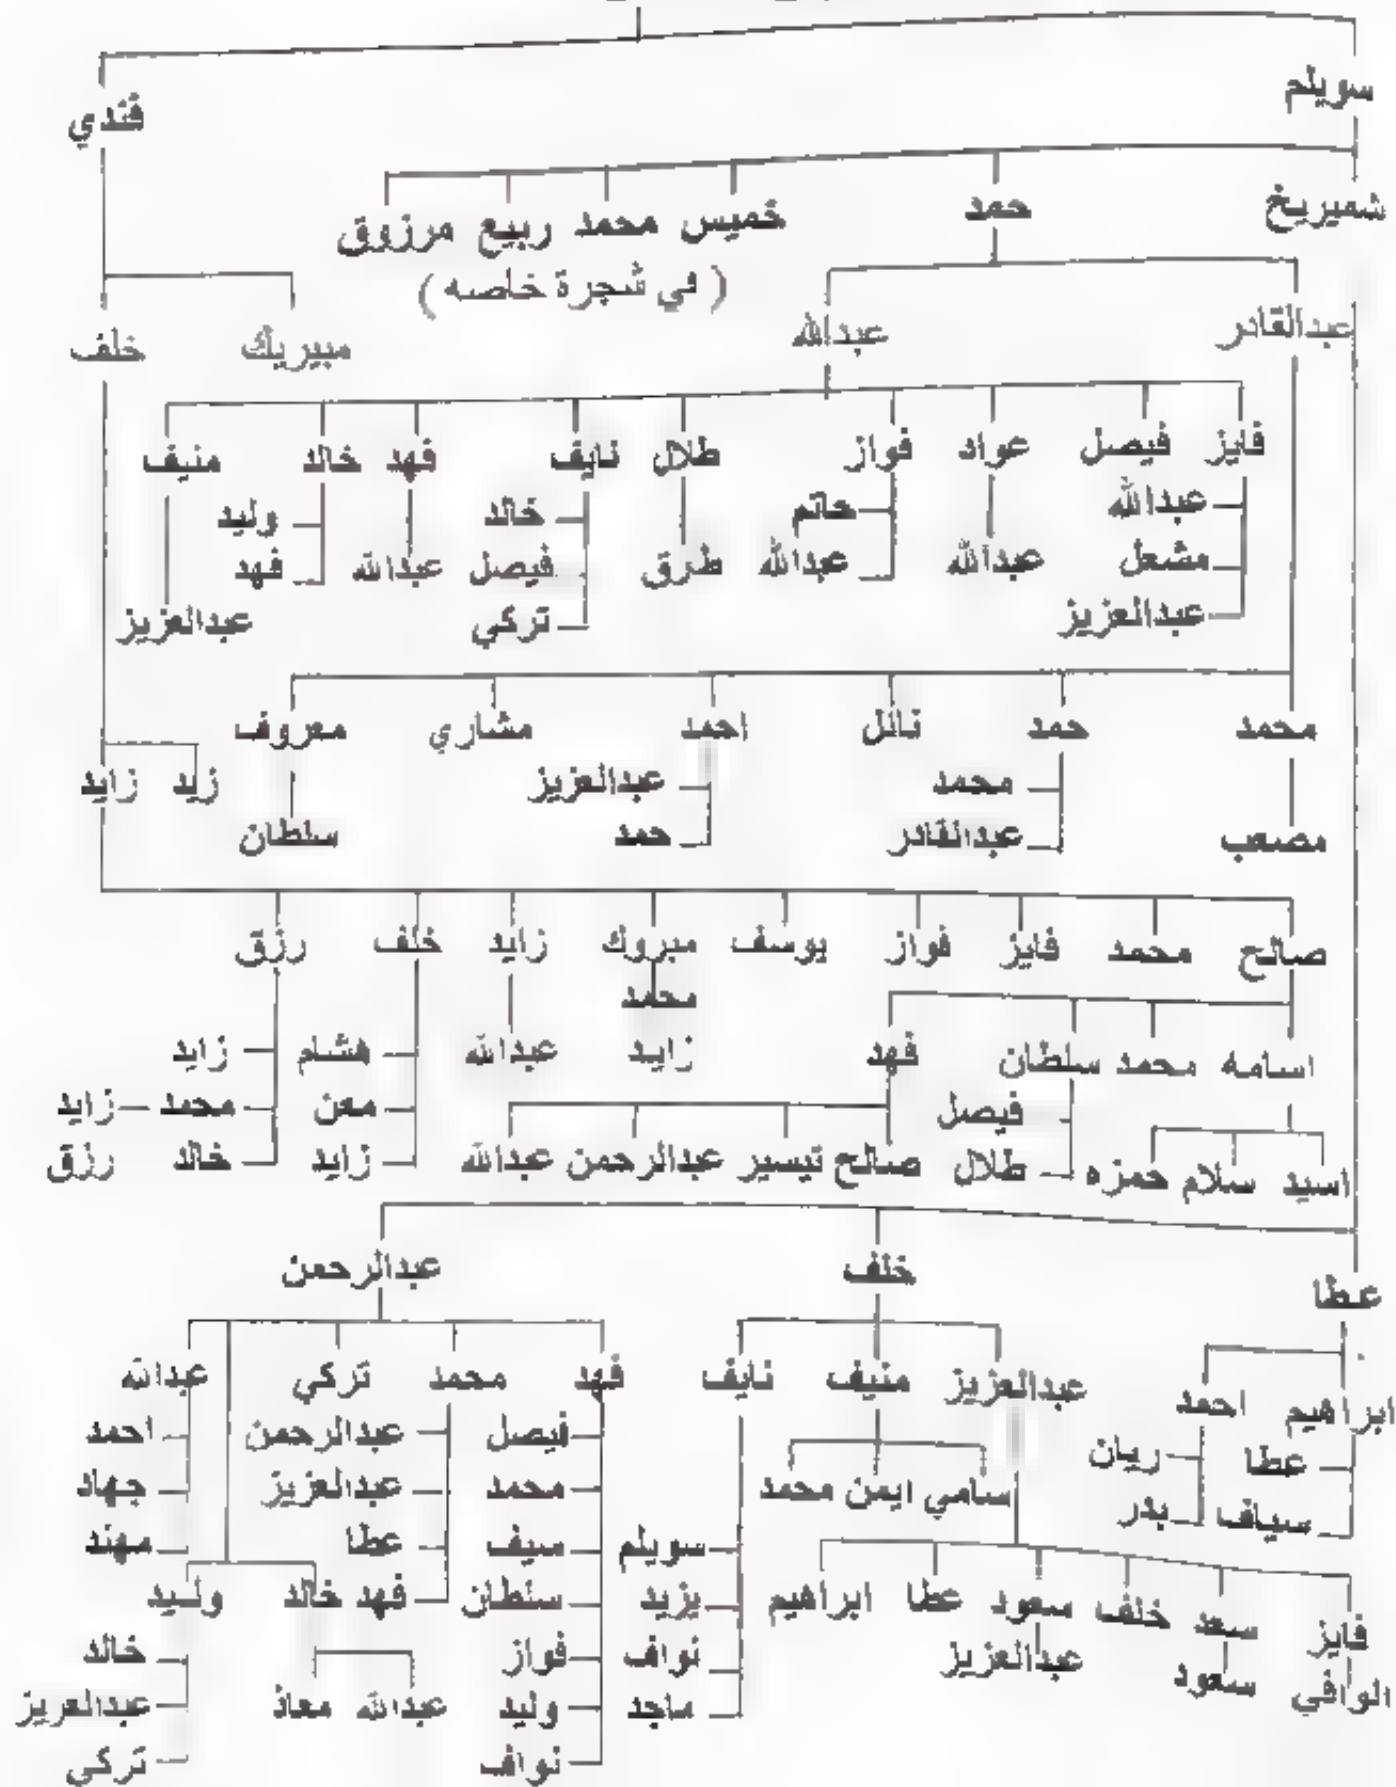 سويلم قندي
شميريخ حمد خميس محمد ربيع مرزوق
( في شجرة خاصه )
عبدالقادر عبدالله مبيريك خلف
فايز فيصل عواد فواز طلال نايف فهد خالد منيف
عبدالله حاتم خالد وليد
مشعل عبدالله عبدالله طرق فيصل عبدالله فهد
عبدالعزيز تركي عبدالعزيز
محمد حمد نائل احمد مشاري معروف
محمد عبدالعزيز زيد زايد
مصعب عبدالقادر حمد سلطان
صالح محمد فايز فواز يوسف مبروك زايد خلف رزق
محمد
اسامه محمد سلطان فهد زايد عبدالله هشام زايد
فيصل معن محمد زايد
اسيد سلام حمزه طلال صالح تيسير عبدالرحمن عبدالله زايد خالد رزق
عطا خلف عبدالرحمن
ابراهيم احمد عبدالعزيز منيف نايف فهد محمد تركي عبدالله
عطا ريان فيصل عبدالرحمن احمد
سياف بدر سامي ايمن محمد محمد عبدالعزيز جهاد
سويلم سيف عطا مهند
فايز سعد خلف سعود عطا ابراهيم يزيد سلطان فهد خالد وليد
الوافي سعود عبدالعزيز نواف فواز خالد
ماجد وليد عبدالله معاذ عبدالعزيز
نواف تركي